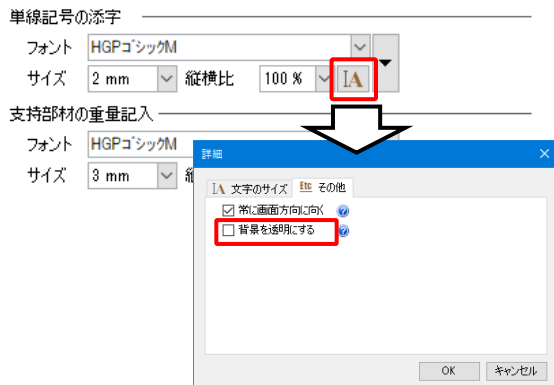 単線記号の添字
フォント HGPゴシックM
サイズ 2 mm 縦横比 100 % IA
支持部材の重量記入
フォント HGPゴシックM
サイズ 3 mm
詳細
IA 文字のサイズ Etc その他
常に画面方向に向く
背景を透明にする
OK キャンセル